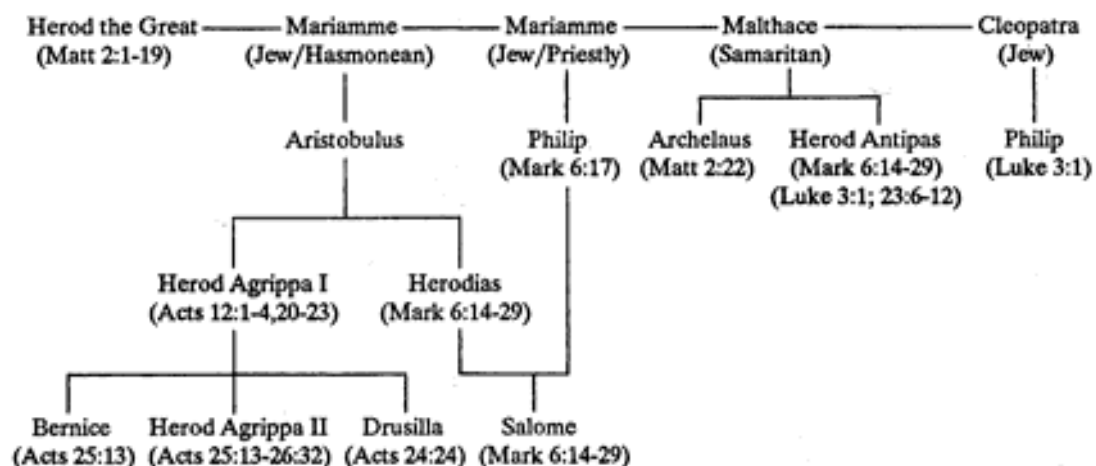 Herod the Great Mariamme Mariamme Malthace Cleopatra
(Matt 2:1-19) (Jew/Hasmonean) (Jew/Priestly) (Samaritan) (Jew)
Aristobulus Philip Archelaus Herod Antipas Philip
(Mark 6:17) (Matt 2:22) (Mark 6:14-29) (Luke 3:1)
(Luke 3:1; 23:6-12)
Herod Agrippa I Herodias
(Acts 12:1-4,20-23) (Mark 6:14-29)
Bernice Herod Agrippa II Drusilla Salome
(Acts 25:13) (Acts 25:13-26:32) (Acts 24:24) (Mark 6:14-29)